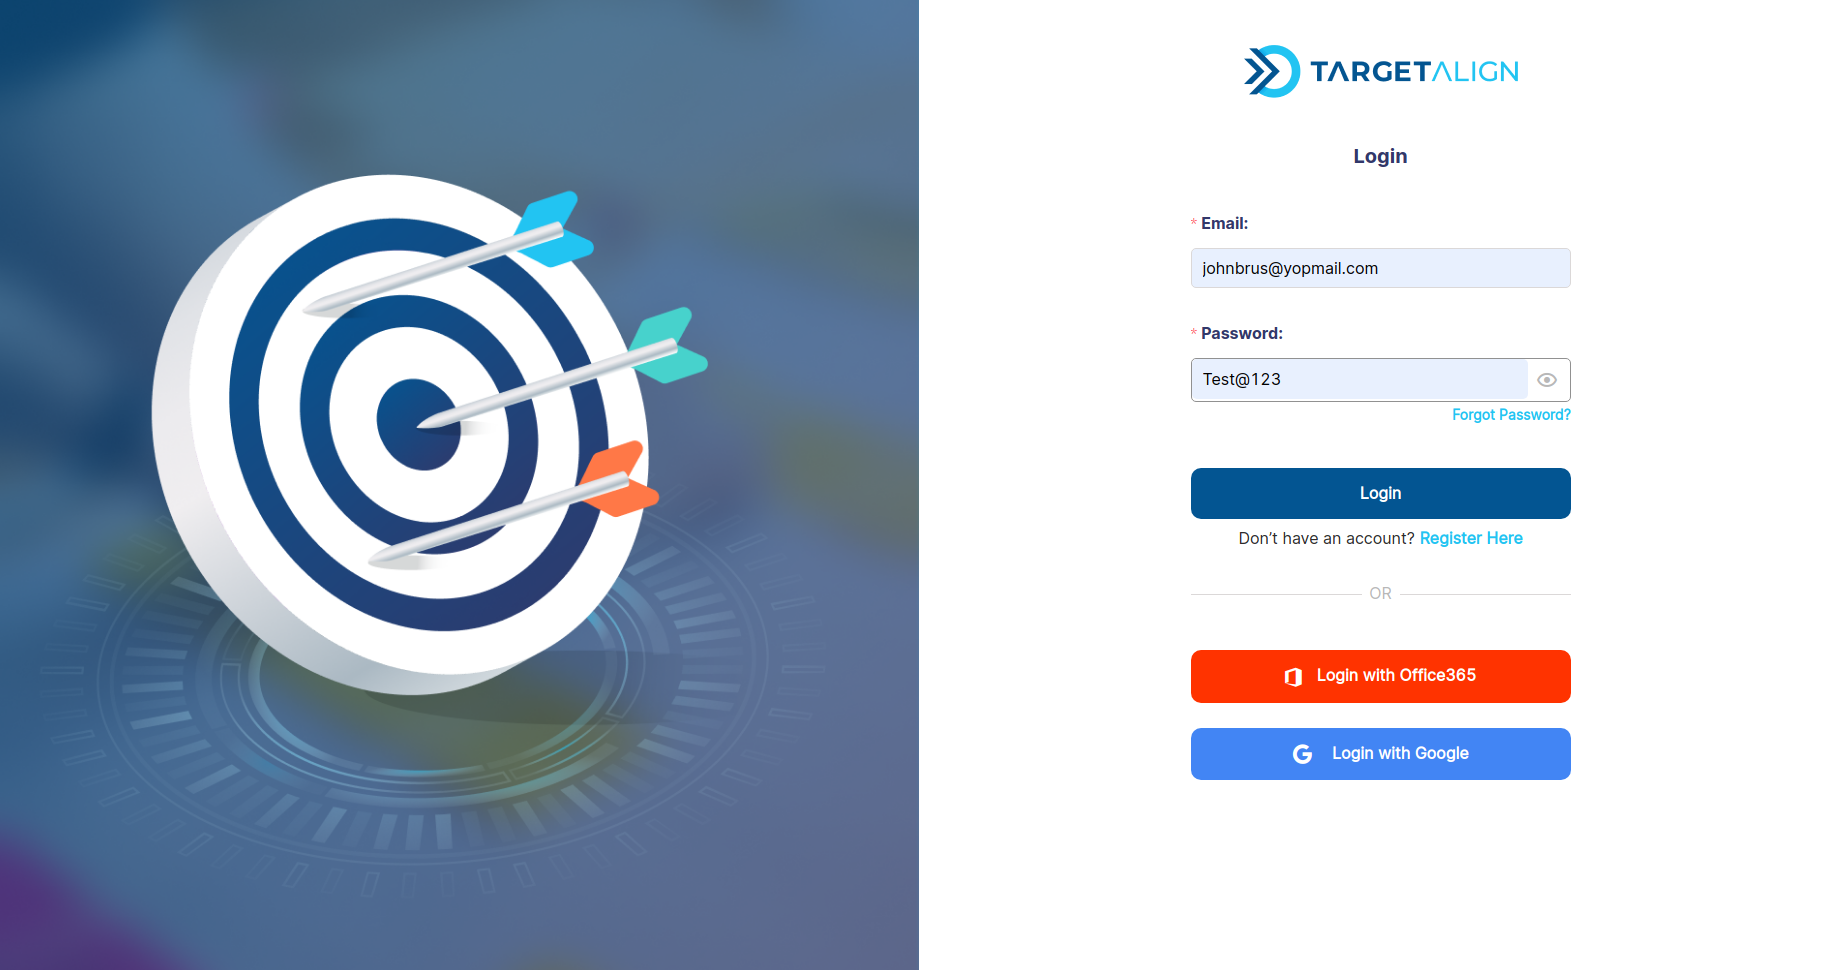 TARGETALIGN
Login
* Email:
johnbrus@yopmail.com
* Password:
Test@123
Forgot Password?
Login
Don’t have an account? Register Here
OR
Login with Office365
Login with Google